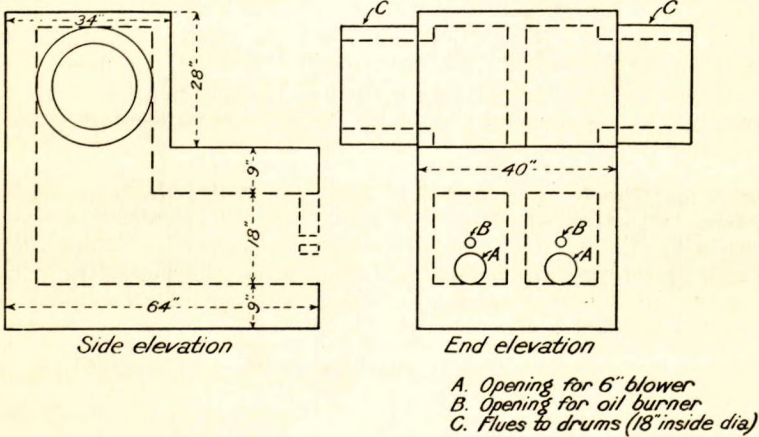 34"
28"
9"
18"
9"
64"
Side elevation
C
C
40"
B
A
B
A
End elevation
A. Opening for 6" blower
B. Opening for oil burner
C. Flues to drums (18" inside dia)